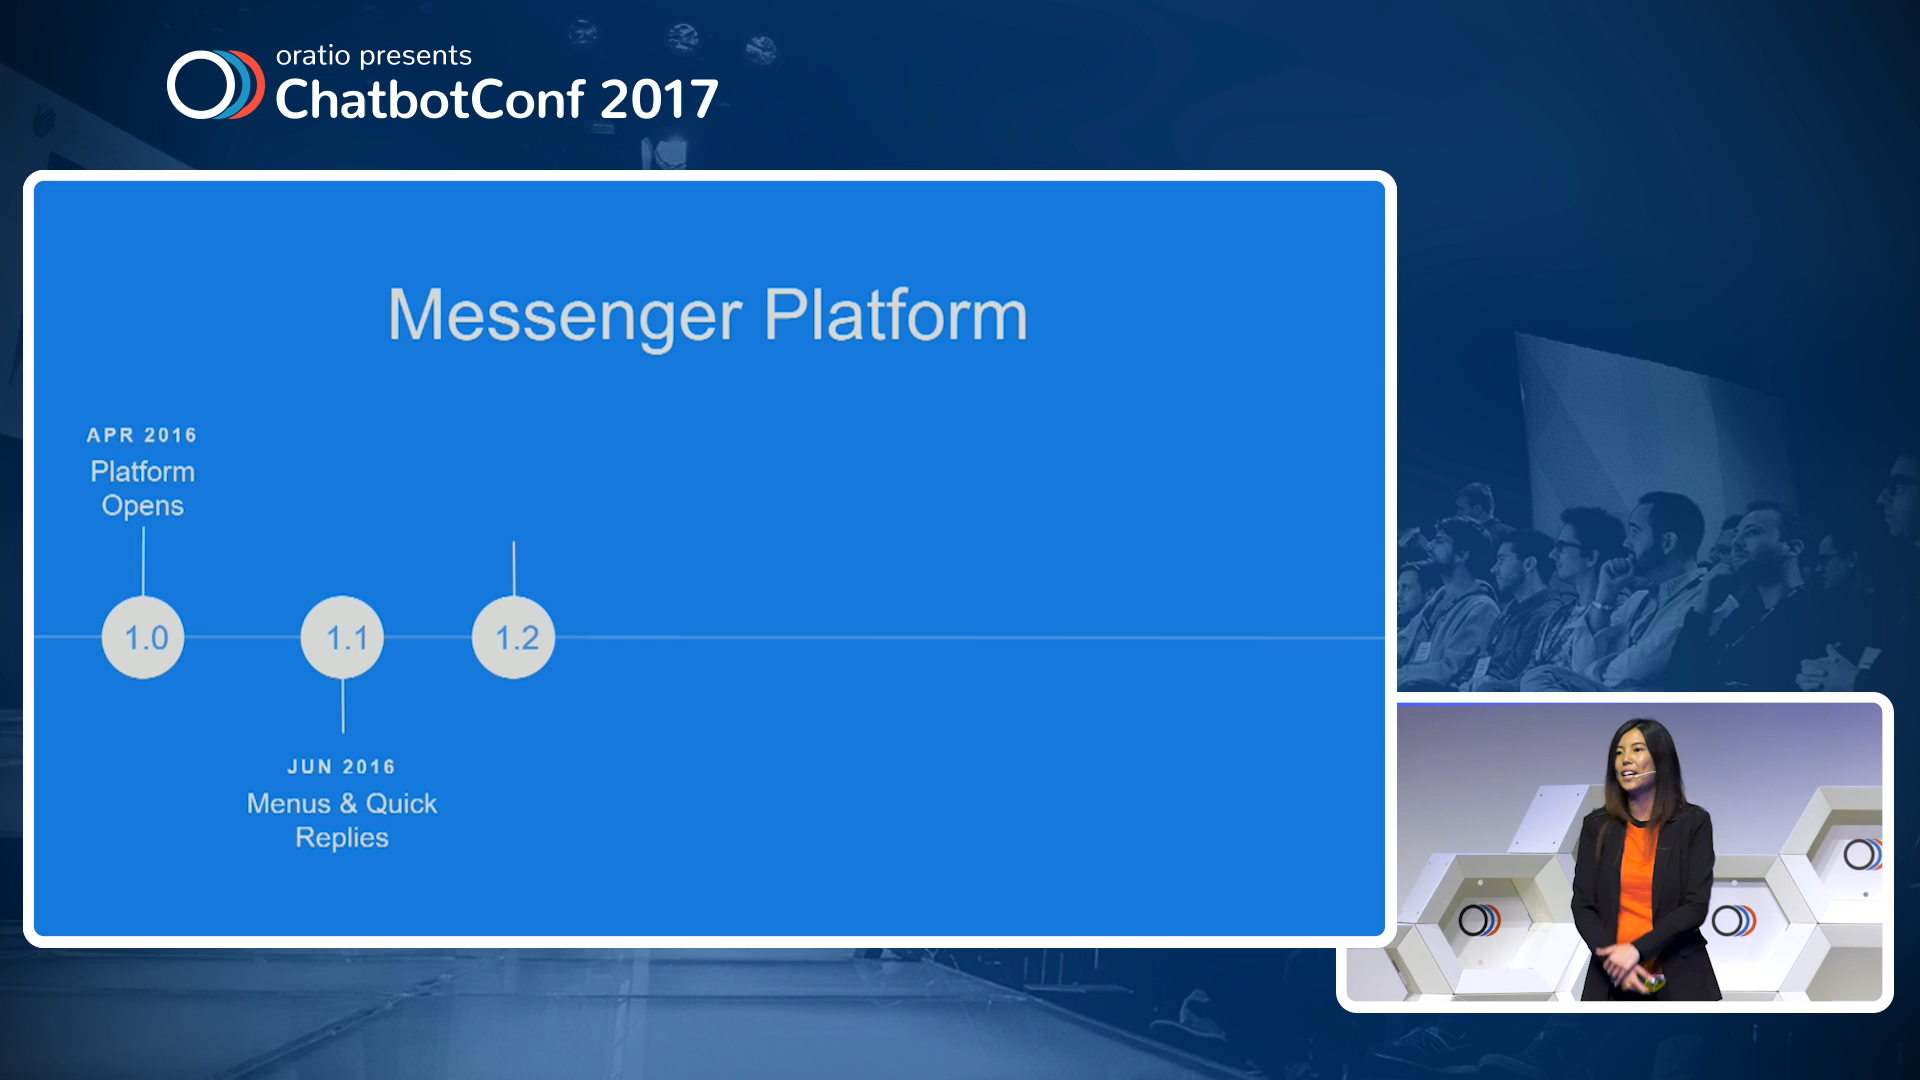 oratio presents
ChatbotConf 2017
Messenger Platform
APR 2016
Platform
Opens
1.0
1.1
1.2
JUN 2016
Menus & Quick
Replies